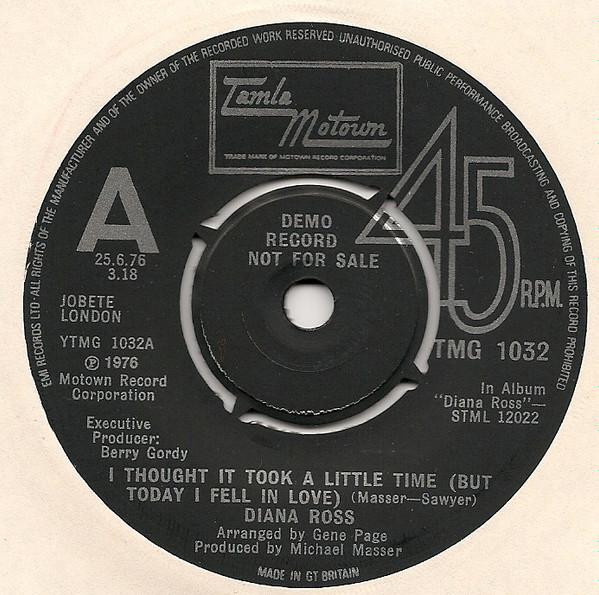 EMI RECORDS LTD·ALL RIGHTS OF THE MANUFACTURER AND OF THE OWNER OF THE RECORDED WORK RESERVED UNAUTHORISED PUBLIC PERFORMANCE BROADCASTING AND COPYING OF THIS RECORD PROHIBITED
Tamla
Motown
TRADE MARK OF MOTOWN RECORD CORPORATION
A
25.6.76
3.18
DEMO
RECORD
NOT FOR SALE
45
R.P.M.
JOBETE
LONDON
YTMG 1032A
℗ 1976
Motown Record
Corporation
TMG 1032
In Album
"Diana Ross"—
STML 12022
Executive
Producer:
Berry Gordy
I THOUGHT IT TOOK A LITTLE TIME (BUT
TODAY I FELL IN LOVE) (Masser—Sawyer)
DIANA ROSS
Arranged by Gene Page
Produced by Michael Masser
MADE IN GT BRITAIN